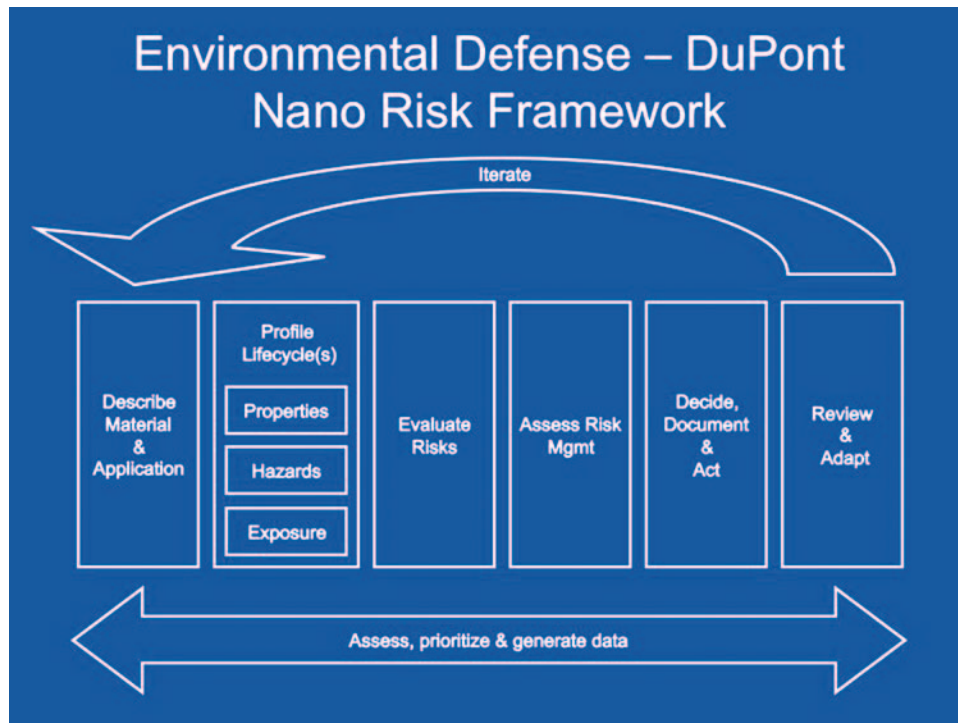 Environmental Defense – DuPont
Nano Risk Framework
Iterate
Describe
Material
&
Application
Profile
Lifecycle(s)
Properties
Hazards
Exposure
Evaluate
Risks
Assess Risk
Mgmt
Decide,
Document
&
Act
Review
&
Adapt
Assess, prioritize & generate data